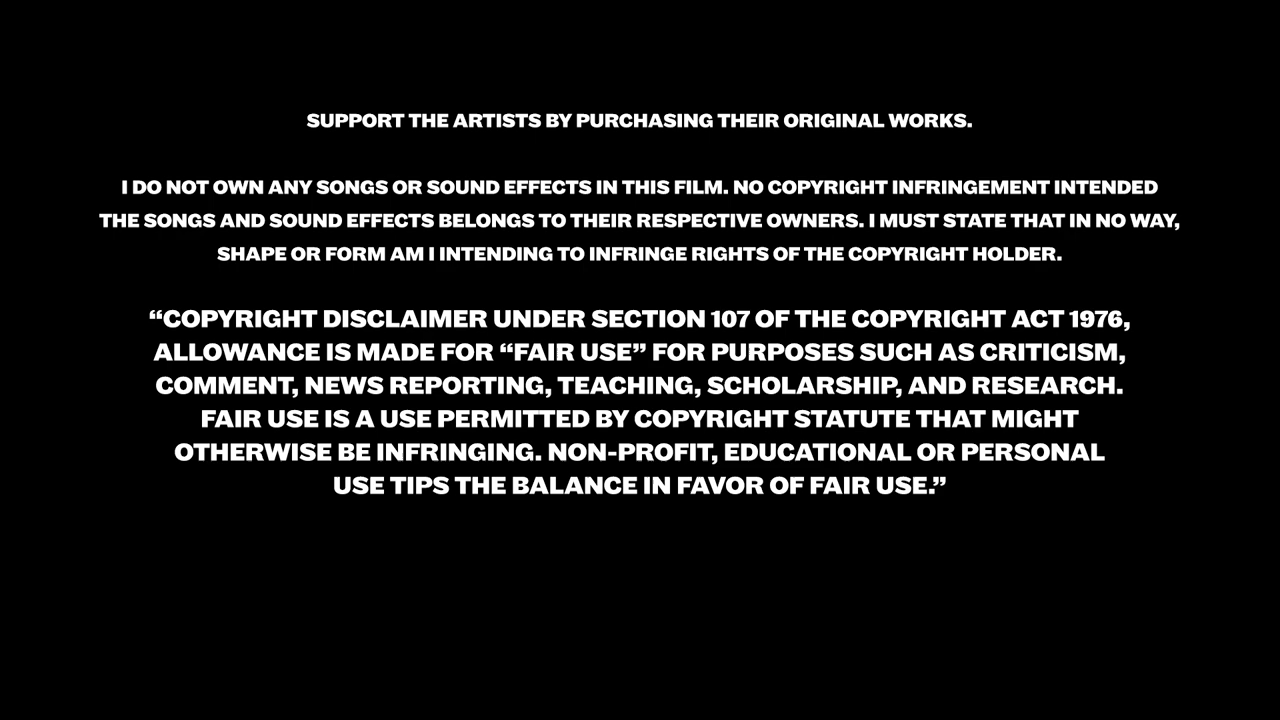 SUPPORT THE ARTISTS BY PURCHASING THEIR ORIGINAL WORKS.
I DO NOT OWN ANY SONGS OR SOUND EFFECTS IN THIS FILM. NO COPYRIGHT INFRINGEMENT INTENDED
THE SONGS AND SOUND EFFECTS BELONGS TO THEIR RESPECTIVE OWNERS. I MUST STATE THAT IN NO WAY,
SHAPE OR FORM AM I INTENDING TO INFRINGE RIGHTS OF THE COPYRIGHT HOLDER.
“COPYRIGHT DISCLAIMER UNDER SECTION 107 OF THE COPYRIGHT ACT 1976,
ALLOWANCE IS MADE FOR “FAIR USE” FOR PURPOSES SUCH AS CRITICISM,
COMMENT, NEWS REPORTING, TEACHING, SCHOLARSHIP, AND RESEARCH.
FAIR USE IS A USE PERMITTED BY COPYRIGHT STATUTE THAT MIGHT
OTHERWISE BE INFRINGING. NON-PROFIT, EDUCATIONAL OR PERSONAL
USE TIPS THE BALANCE IN FAVOR OF FAIR USE.”